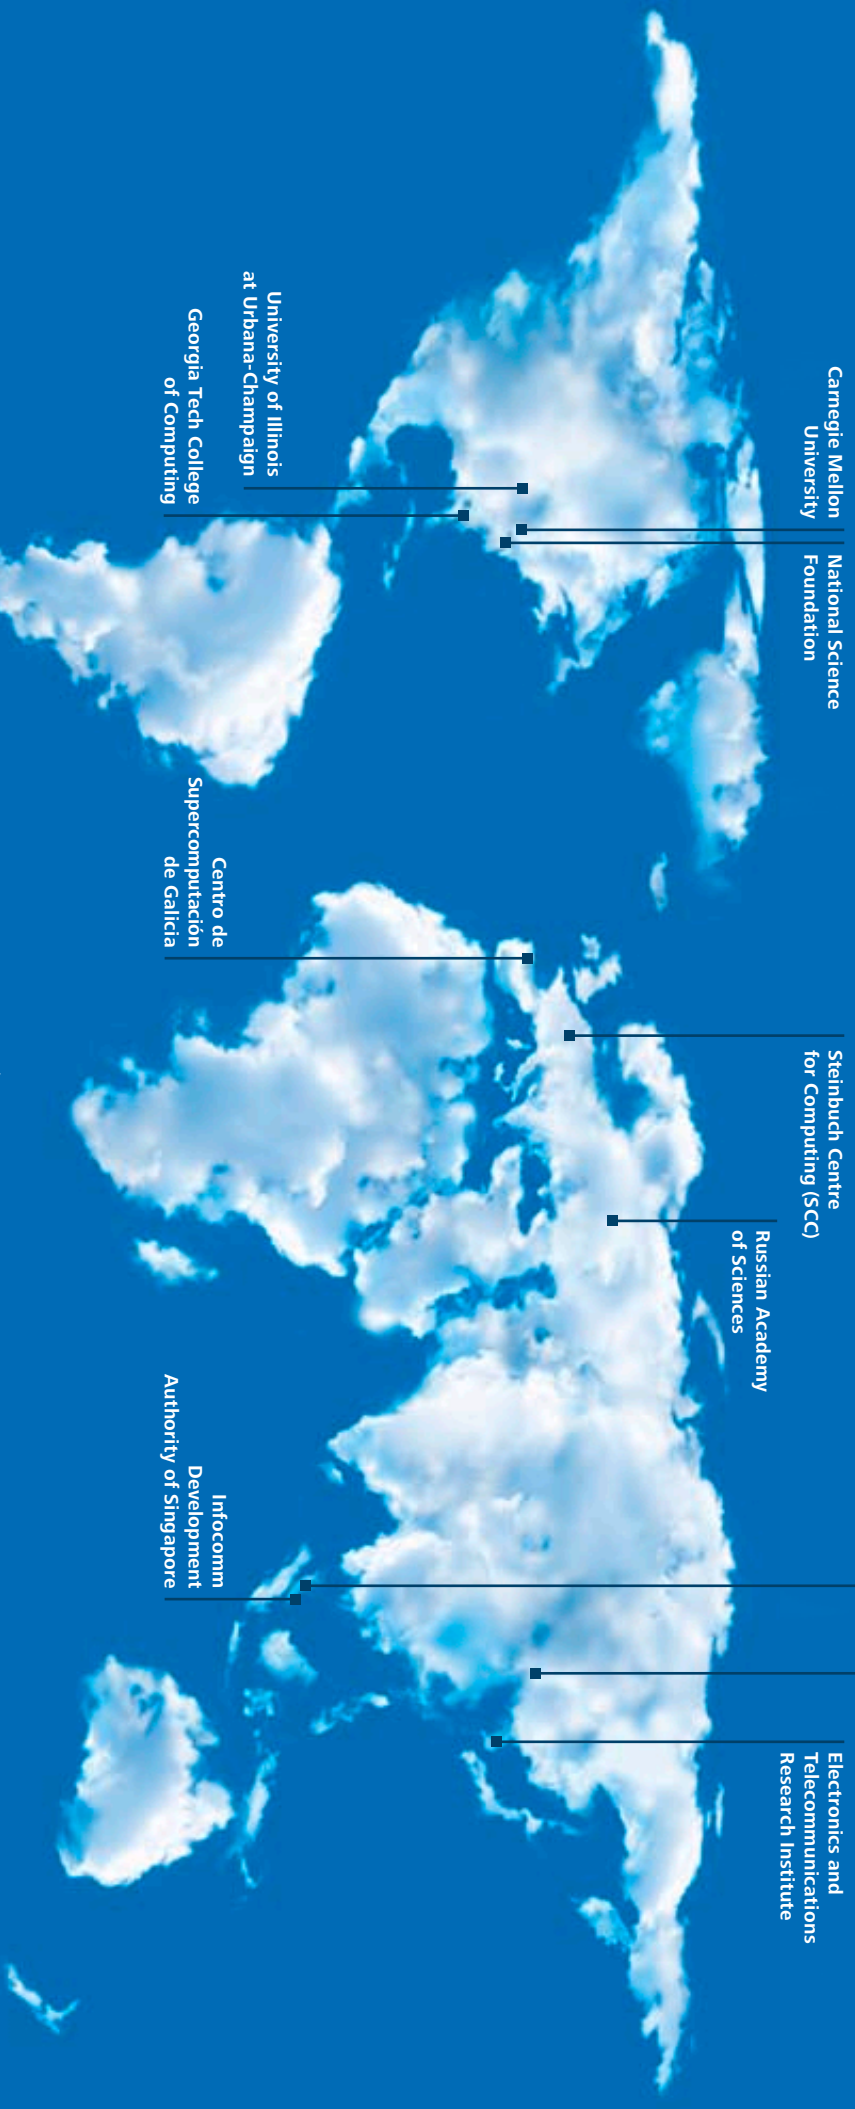 Carnegie Mellon
University
National Science
Foundation
Steinbuch Centre
for Computing (SCC)
Russian Academy
of Sciences
Electronics and
Telecommunications
Research Institute
University of Illinois
at Urbana-Champaign
Georgia Tech College
of Computing
Centro de
Supercomputación
de Galicia
Infocomm
Development
Authority of Singapore